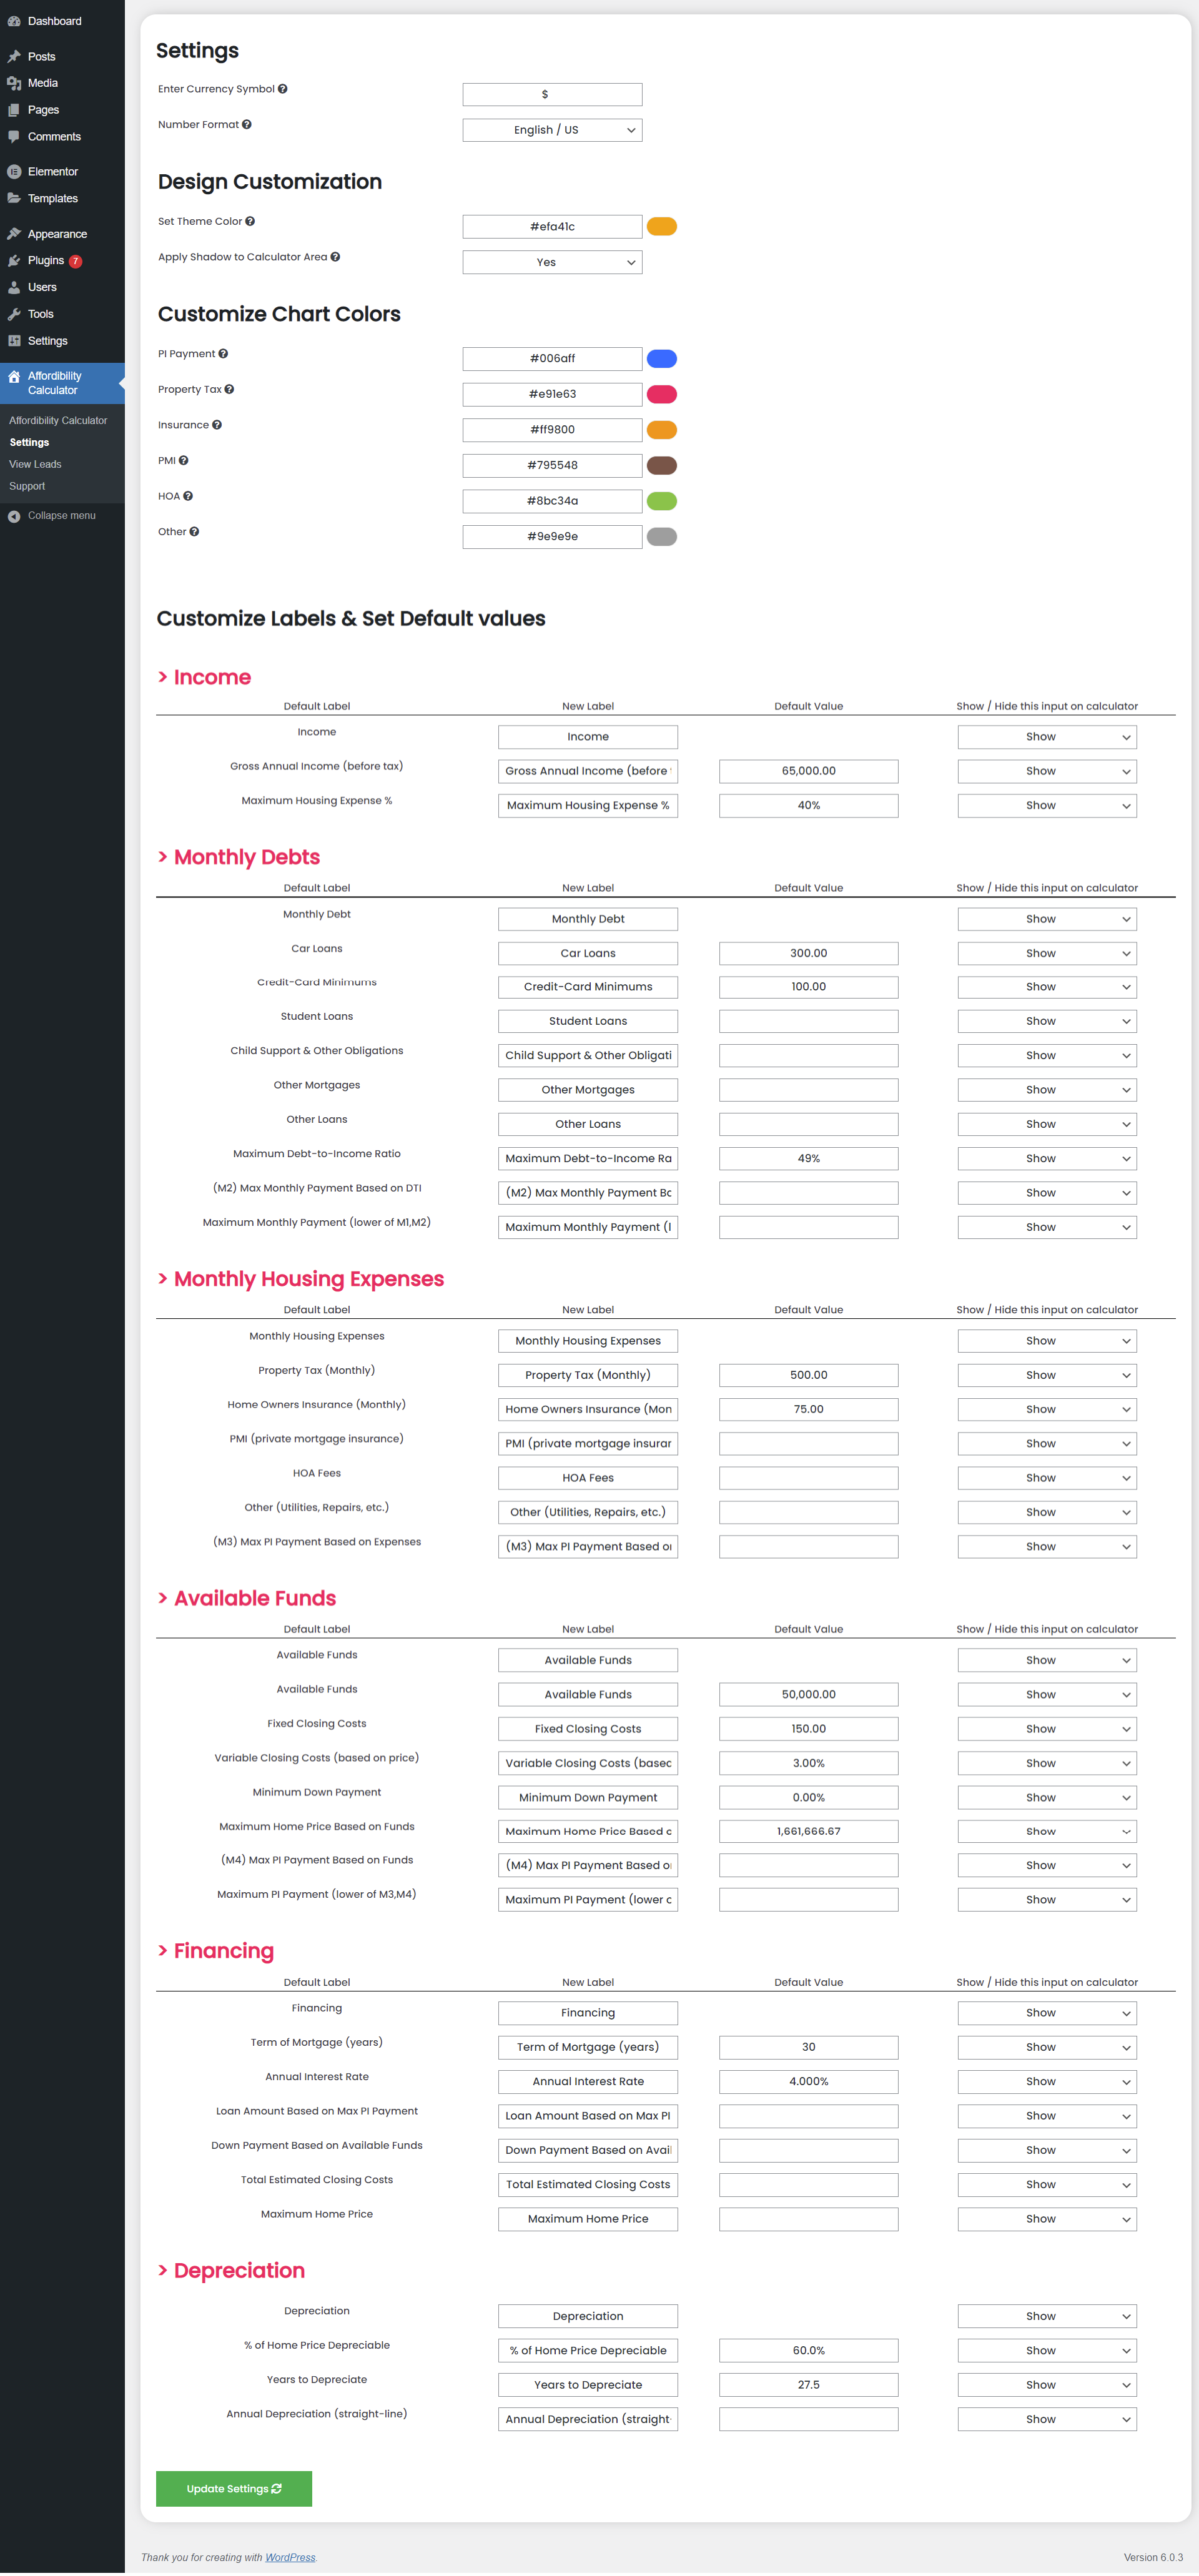 Dashboard
Posts
Media
Pages
Comments
Elementor
Templates
Appearance
Plugins 7
Users
Tools
Settings
Affordibility
Calculator
Affordibility Calculator
Settings
View Leads
Support
Collapse menu
Settings
Enter Currency Symbol ?
$
Number Format ?
English / US
Design Customization
Set Theme Color ?
#efa41c
Apply Shadow to Calculator Area ?
Yes
Customize Chart Colors
PI Payment ?
#006aff
Property Tax ?
#e91e63
Insurance ?
#ff9800
PMI ?
#795548
HOA ?
#8bc34a
Other ?
#9e9e9e
Customize Labels & Set Default values
> Income
Default Label New Label Default Value Show / Hide this input on calculator
Income Income Show
Gross Annual Income (before tax) Gross Annual Income (before 65,000.00 Show
Maximum Housing Expense % Maximum Housing Expense % 40% Show
> Monthly Debts
Default Label New Label Default Value Show / Hide this input on calculator
Monthly Debt Monthly Debt Show
Car Loans Car Loans 300.00 Show
Credit-Card Minimums Credit-Card Minimums 100.00 Show
Student Loans Student Loans Show
Child Support & Other Obligations Child Support & Other Obligati Show
Other Mortgages Other Mortgages Show
Other Loans Other Loans Show
Maximum Debt-to-Income Ratio Maximum Debt-to-Income Ra 49% Show
(M2) Max Monthly Payment Based on DTI (M2) Max Monthly Payment Bc Show
Maximum Monthly Payment (lower of M1,M2) Maximum Monthly Payment (l Show
> Monthly Housing Expenses
Default Label New Label Default Value Show / Hide this input on calculator
Monthly Housing Expenses Monthly Housing Expenses Show
Property Tax (Monthly) Property Tax (Monthly) 500.00 Show
Home Owners Insurance (Monthly) Home Owners Insurance (Mon 75.00 Show
PMI (private mortgage insurance) PMI (private mortgage insurar Show
HOA Fees HOA Fees Show
Other (Utilities, Repairs, etc.) Other (Utilities, Repairs, etc.) Show
(M3) Max PI Payment Based on Expenses (M3) Max PI Payment Based o Show
> Available Funds
Default Label New Label Default Value Show / Hide this input on calculator
Available Funds Available Funds Show
Available Funds Available Funds 50,000.00 Show
Fixed Closing Costs Fixed Closing Costs 150.00 Show
Variable Closing Costs (based on price) Variable Closing Costs (basec 3.00% Show
Minimum Down Payment Minimum Down Payment 0.00% Show
Maximum Home Price Based on Funds Maximum Home Price Based c 1,661,666.67 Show
(M4) Max PI Payment Based on Funds (M4) Max PI Payment Based o Show
Maximum PI Payment (lower of M3,M4) Maximum PI Payment (lower c Show
> Financing
Default Label New Label Default Value Show / Hide this input on calculator
Financing Financing Show
Term of Mortgage (years) Term of Mortgage (years) 30 Show
Annual Interest Rate Annual Interest Rate 4.000% Show
Loan Amount Based on Max PI Payment Loan Amount Based on Max PI Show
Down Payment Based on Available Funds Down Payment Based on Avai Show
Total Estimated Closing Costs Total Estimated Closing Costs Show
Maximum Home Price Maximum Home Price Show
> Depreciation
Depreciation Depreciation Show
% of Home Price Depreciable % of Home Price Depreciable 60.0% Show
Years to Depreciate Years to Depreciate 27.5 Show
Annual Depreciation (straight-line) Annual Depreciation (straight Show
Update Settings
Thank you for creating with WordPress.
Version 6.0.3